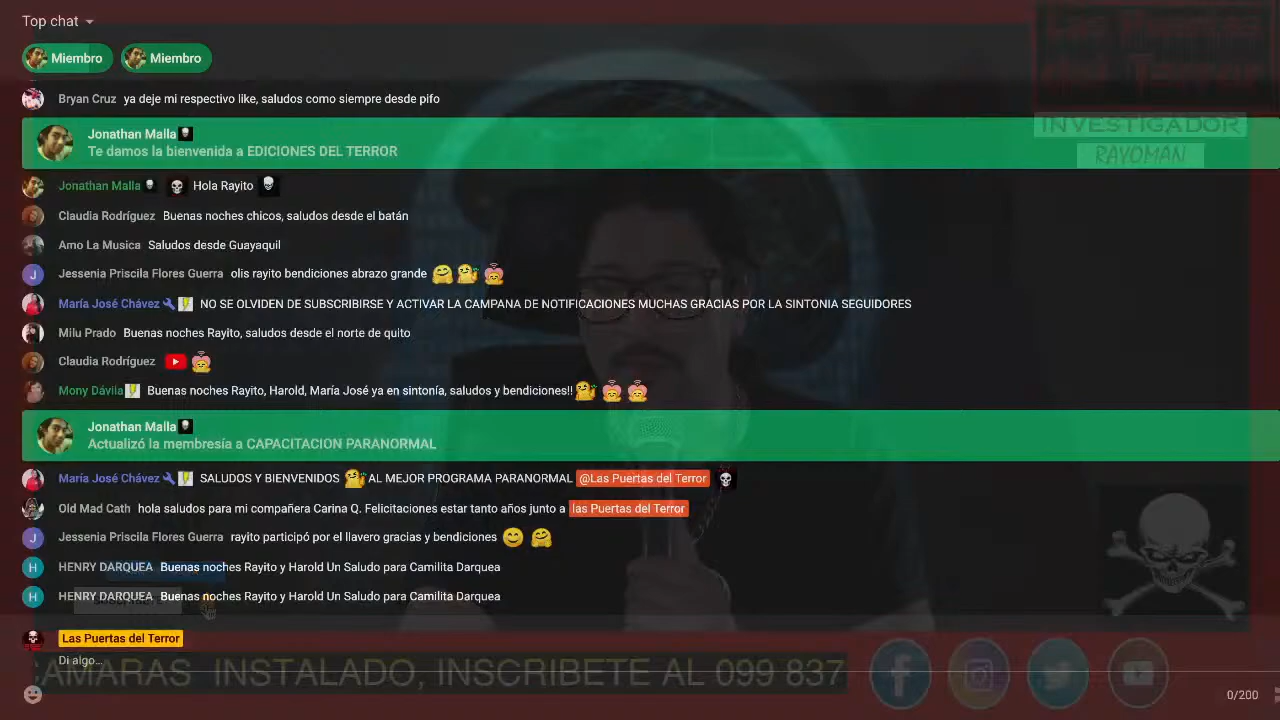 Top chat
Miembro Miembro
Las Puertas del Terror
INVESTIGADOR
RAYOMAN
Bryan Cruz ya deje mi respectivo like, saludos como siempre desde pifo
Jonathan Malla
Te damos la bienvenida a EDICIONES DEL TERROR
Jonathan Malla Hola Rayito
Claudia Rodríguez Buenas noches chicos, saludos desde el batán
Amo La Musica Saludos desde Guayaquil
Jessenia Priscila Flores Guerra olis rayito bendiciones abrazo grande
María José Chávez NO SE OLVIDEN DE SUBSCRIBIRSE Y ACTIVAR LA CAMPANA DE NOTIFICACIONES MUCHAS GRACIAS POR LA SINTONIA SEGUIDORES
Milu Prado Buenas noches Rayito, saludos desde el norte de quito
Claudia Rodríguez
Mony Dávila Buenas noches Rayito, Harold, María José ya en sintonía, saludos y bendiciones!!
Jonathan Malla
Actualizó la membresía a CAPACITACION PARANORMAL
María José Chávez SALUDOS Y BIENVENIDOS AL MEJOR PROGRAMA PARANORMAL @Las Puertas del Terror
Old Mad Cath hola saludos para mi compañera Carina Q. Felicitaciones estar tanto años junto a las Puertas del Terror
Jessenia Priscila Flores Guerra rayito participó por el llavero gracias y bendiciones
HENRY DARQUEA Buenas noches Rayito y Harold Un Saludo para Camilita Darquea
HENRY DARQUEA Buenas noches Rayito y Harold Un Saludo para Camilita Darquea
Las Puertas del Terror
Di algo...
CAMARAS INSTALADO, INSCRIBETE AL 099 837
0/200